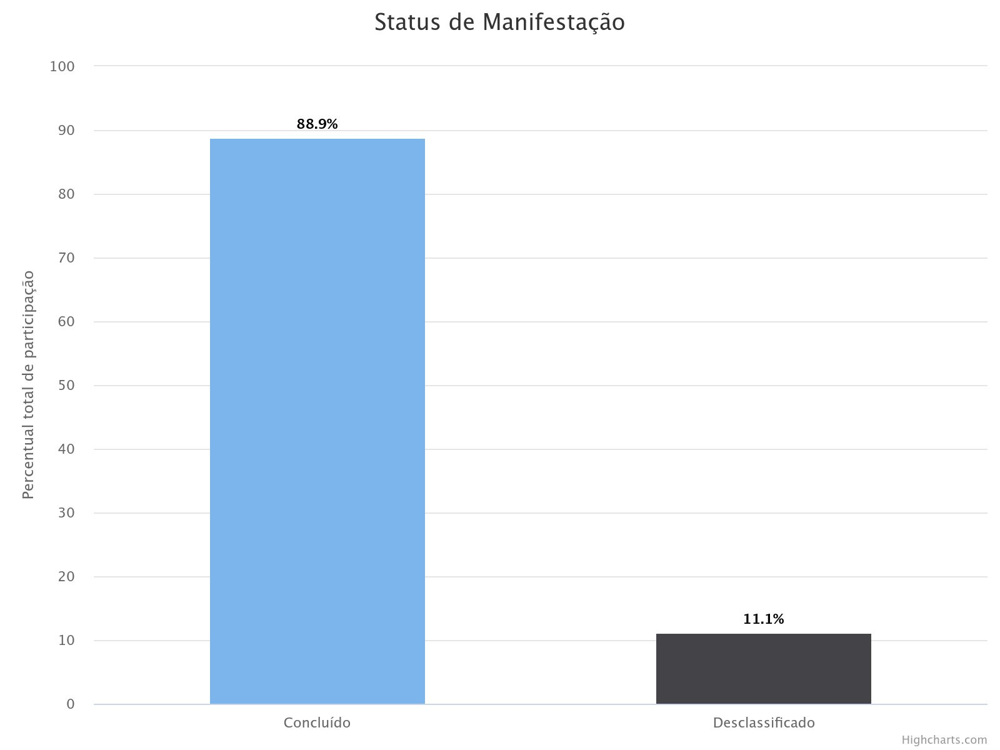 Status de Manifestação
Percentual total de participação
100
90
80
70
60
50
40
30
20
10
0
88.9%
11.1%
Concluído
Desclassificado
Highcharts.com